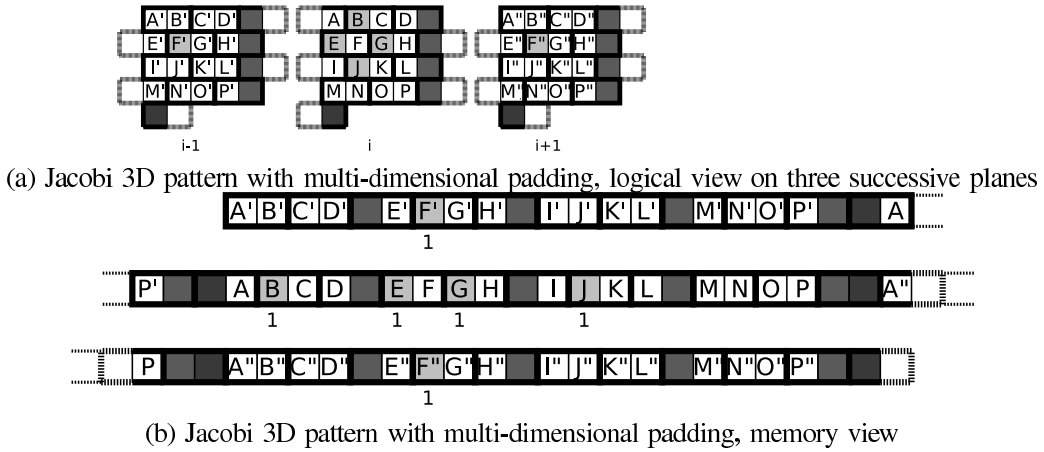 A' B' C' D' A B C D A" B" C" D"
E' F' G' H' E F G H E" F" G" H"
I' J' K' L' I J K L I" J" K" L"
M' N' O' P' M N O P M" N" O" P"
i-1 i i+1
(a) Jacobi 3D pattern with multi-dimensional padding, logical view on three successive planes
A' B' C' D' E' F' G' H' I' J' K' L' M' N' O' P' A
1
P' A B C D E F G H I J K L M N O P A"
1 1 1 1
P A" B" C" D" E" F" G" H" I" J" K" L" M" N" O" P"
1
(b) Jacobi 3D pattern with multi-dimensional padding, memory view